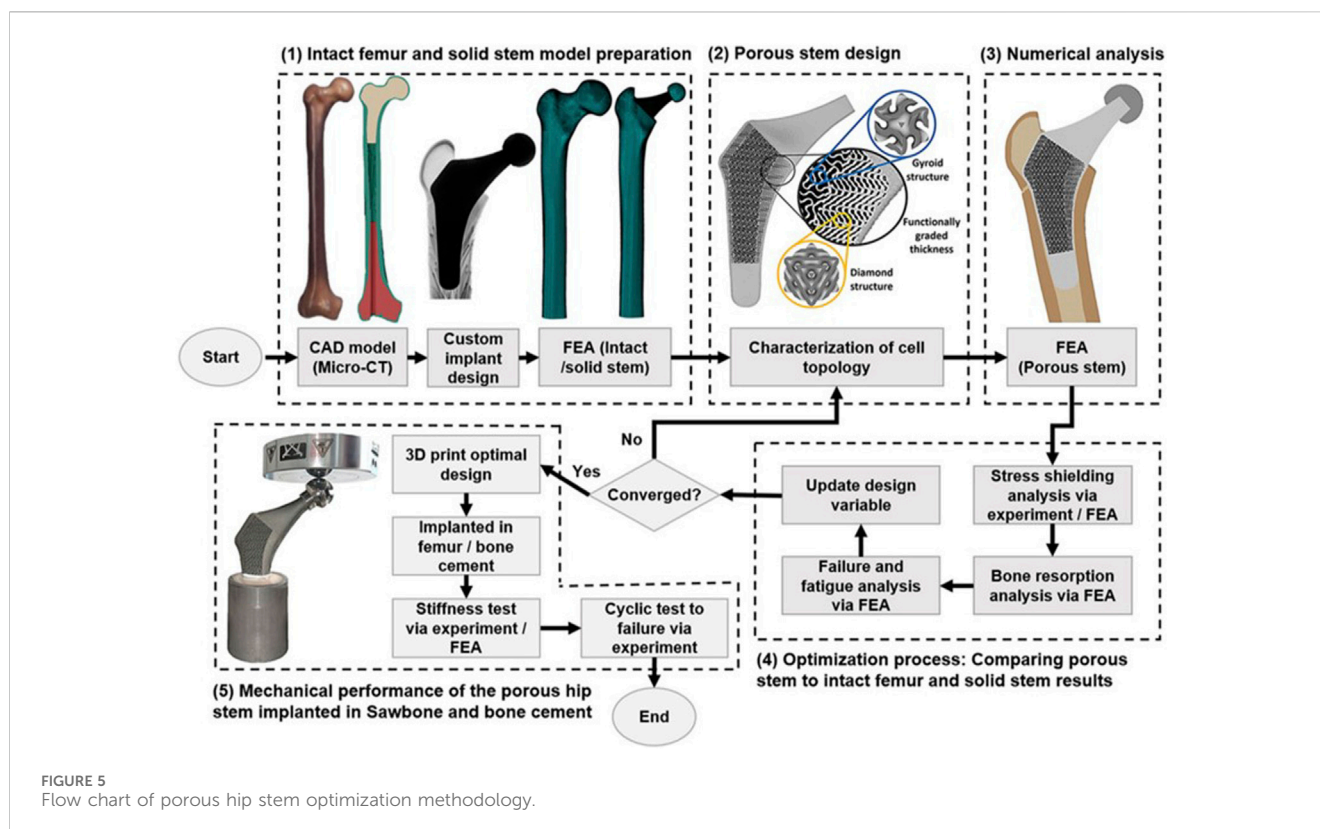 (1) Intact femur and solid stem model preparation
(2) Porous stem design
(3) Numerical analysis
Gyroid
structure
Functionally
graded
thickness
Diamond
structure
Start
CAD model
(Micro-CT)
Custom
implant
design
FEA (Intact
/solid stem)
Characterization of cell
topology
FEA
(Porous stem)
No
Yes
Converged?
3D print optimal
design
Implanted in
femur / bone
cement
Stiffness test
via experiment /
FEA
Cyclic test to
failure via
experiment
End
Update design
variable
Stress shielding
analysis via
experiment / FEA
Failure and
fatigue analysis
via FEA
Bone resorption
analysis via FEA
(4) Optimization process: Comparing porous
stem to intact femur and solid stem results
(5) Mechanical performance of the porous hip
stem implanted in Sawbone and bone cement
FIGURE 5
Flow chart of porous hip stem optimization methodology.